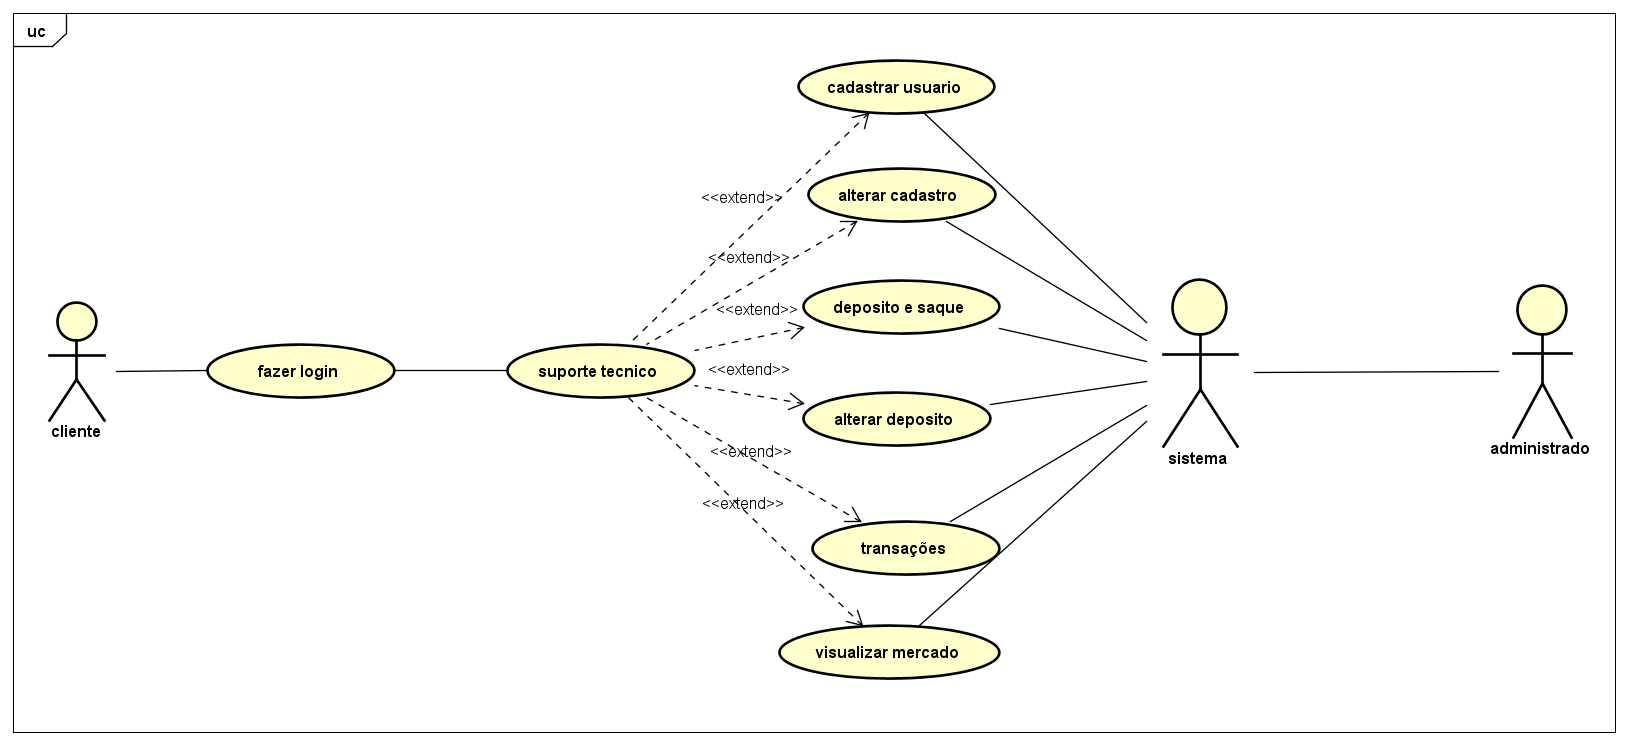 uc
cadastrar usuario
<<extend>>
alterar cadastro
<<extend>>
deposito e saque
<<extend>>
fazer login
suporte tecnico
<<extend>>
alterar deposito
cliente
sistema
administrado
<<extend>>
<<extend>>
transações
visualizar mercado